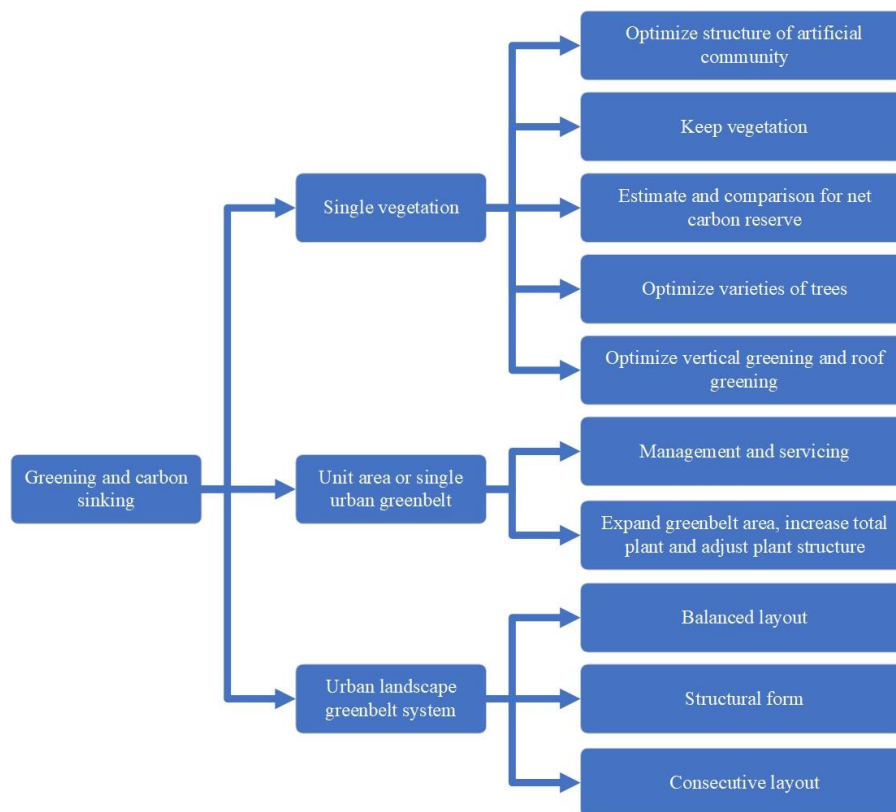 Greening and carbon
sinking
Single vegetation
Optimize structure of artificial
community
Keep vegetation
Estimate and comparison for net
carbon reserve
Optimize varieties of trees
Optimize vertical greening and roof
greening
Unit area or single
urban greenbelt
Management and servicing
Expand greenbelt area, increase total
plant and adjust plant structure
Urban landscape
greenbelt system
Balanced layout
Structural form
Consecutive layout